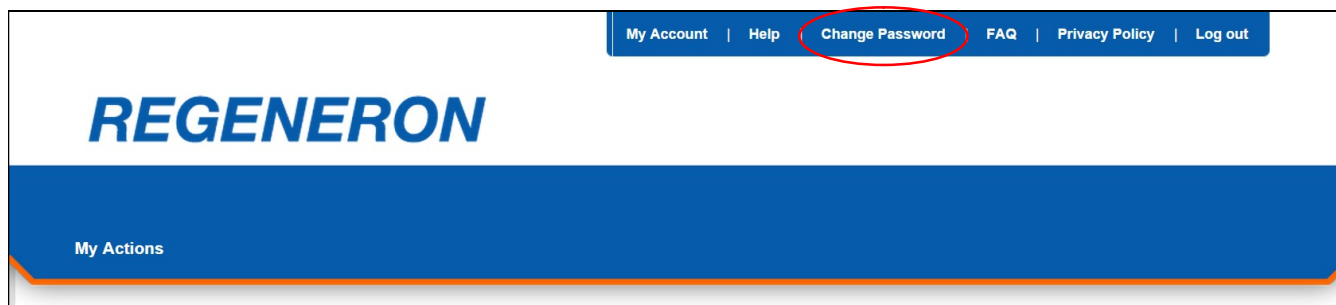 My Account | Help | Change Password | FAQ | Privacy Policy | Log out
REGENERON
My Actions